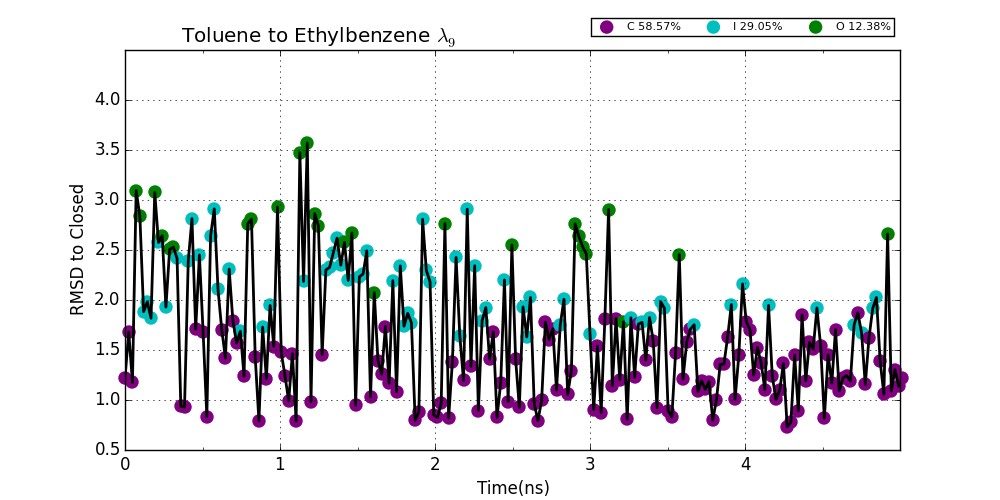 Toluene to Ethylbenzene λ₉
C 58.57% I 29.05% O 12.38%
4.0
3.5
3.0
2.5
2.0
1.5
1.0
0.5
RMSD to Closed
0 1 2 3 4
Time(ns)